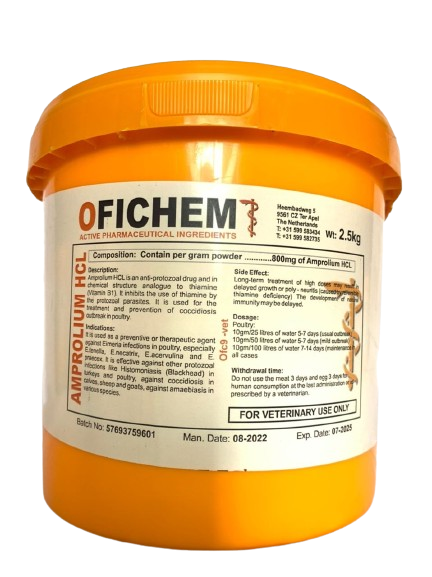 OFICHEM
ACTIVE PHARMACEUTICAL INGREDIENTS
Heembadweg 5
9561 CZ Ter Apel
The Netherlands
T: +31 599 583434
T: +31 599 582735
Wt: 2.5kg
AMPROLIUM HCL
Composition: Contain per gram powder ............800mg of Amprolium HCL
Description:
Amprolium HCL is an anti-protozoal drug and in
chemical structure analogue to thiamine
(Vitamin B1). It inhibits the use of thiamine by
the protozoal parasites. It is used for the
treatment and prevention of coccidiosis
outbreak in poultry.
Indications:
It is used as a preventive or therapeutic agent
against Eimeria infections in poultry, especially
E.tenella, E.necatrix, E.acervulina and E.
praecox. It is effective against other protozoal
infections like Histomoniasis (Blackhead) in
turkeys and poultry, against coccidiosis in
calves, sheep and goats, against amaebiasis in
various species.
Ofc9 -vet
Side Effect:
Long-term treatment of high doses may
delayed growth or poly - neuritis (caused by
thiamine deficiency) The development of
immunity may be delayed.
Dosage:
Poultry:
10gm/25 litres of water 5-7 days (usual outbreak
10gm/50 litres of water 5-7 days (mild outbreak)
10gm/100 litres of water 7-14 days (maintenance
all cases
Withdrawal time:
Do not use the meat 3 days and egg 3 days
human consumption at the last administration
prescribed by a veterinarian.
FOR VETERINARY USE ONLY
Batch No: 57693759601
Man. Date: 08-2022
Exp. Date: 07-2025